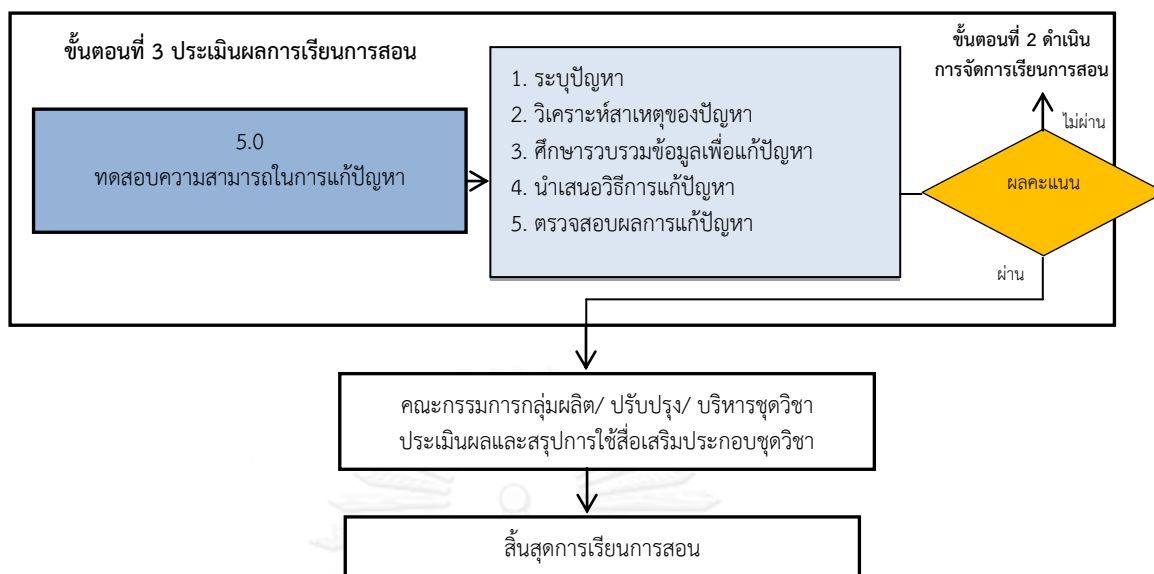 ขั้นตอนที่ 3 ประเมินผลการเรียนการสอน
5.0
ทดสอบความสามารถในการแก้ปัญหา
1. ระบุปัญหา
2. วิเคราะห์สาเหตุของปัญหา
3. ศึกษารวบรวมข้อมูลเพื่อแก้ปัญหา
4. นำเสนอวิธีการแก้ปัญหา
5. ตรวจสอบผลการแก้ปัญหา
ขั้นตอนที่ 2 ดำเนิน
การจัดการเรียนการสอน
ไม่ผ่าน
ผลคะแนน
ผ่าน
คณะกรรมการกลุ่มผลิต/ ปรับปรุง/ บริหารชุดวิชา
ประเมินผลและสรุปการใช้สื่อเสริมประกอบชุดวิชา
สิ้นสุดการเรียนการสอน